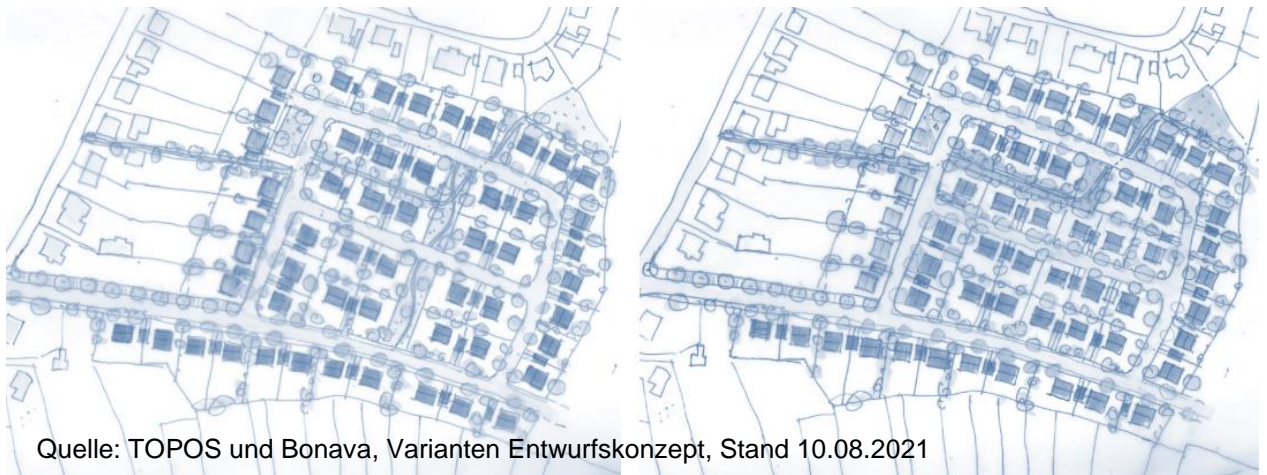 Quelle: TOPOS und Bonava, Varianten Entwurfskonzept, Stand 10.08.2021